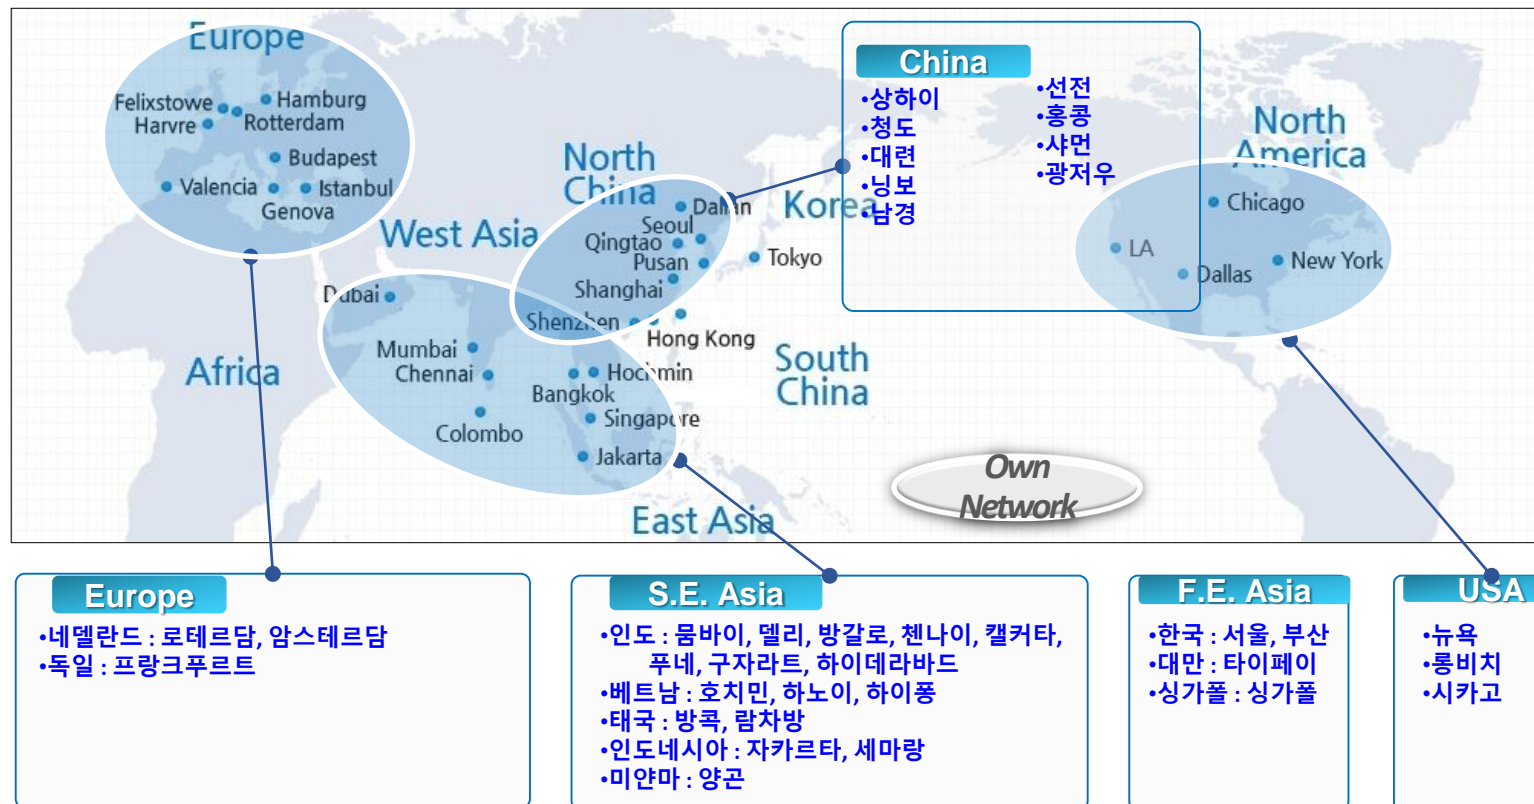 Europe
Felixstowe
Hamburg
Harvre
Rotterdam
Budapest
Valencia
Istanbul
Genova
West Asia
North
China
Dalian
Seoul
Qingtao
Pusan
Shanghai
Shenzhen
Hong Kong
Korea
Tokyo
South
China
Dubai
Mumbai
Chennai
Colombo
Hochmin
Bangkok
Singapore
Jakarta
Africa
East Asia
China
•상하이
•청도
•대련
•닝보
•남경
•선전
•홍콩
•샤먼
•광저우
North
America
Chicago
LA
Dallas
New York
Own
Network
Europe
•네델란드 : 로테르담, 암스테르담
•독일 : 프랑크푸르트
S.E. Asia
•인도 : 뭄바이, 델리, 방갈로, 첸나이, 캘커타,
푸네, 구자라트, 하이데라바드
•베트남 : 호치민, 하노이, 하이퐁
•태국 : 방콕, 람차방
•인도네시아 : 자카르타, 세마랑
•미얀마 : 양곤
F.E. Asia
•한국 : 서울, 부산
•대만 : 타이페이
•싱가폴 : 싱가폴
USA
•뉴욕
•롱비치
•시카고